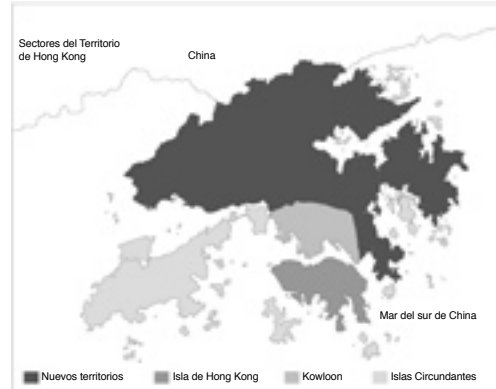 Sectores del Territorio
de Hong Kong
China
Mar del sur de China
Nuevos territorios
Isla de Hong Kong
Kowloon
Islas Circundantes